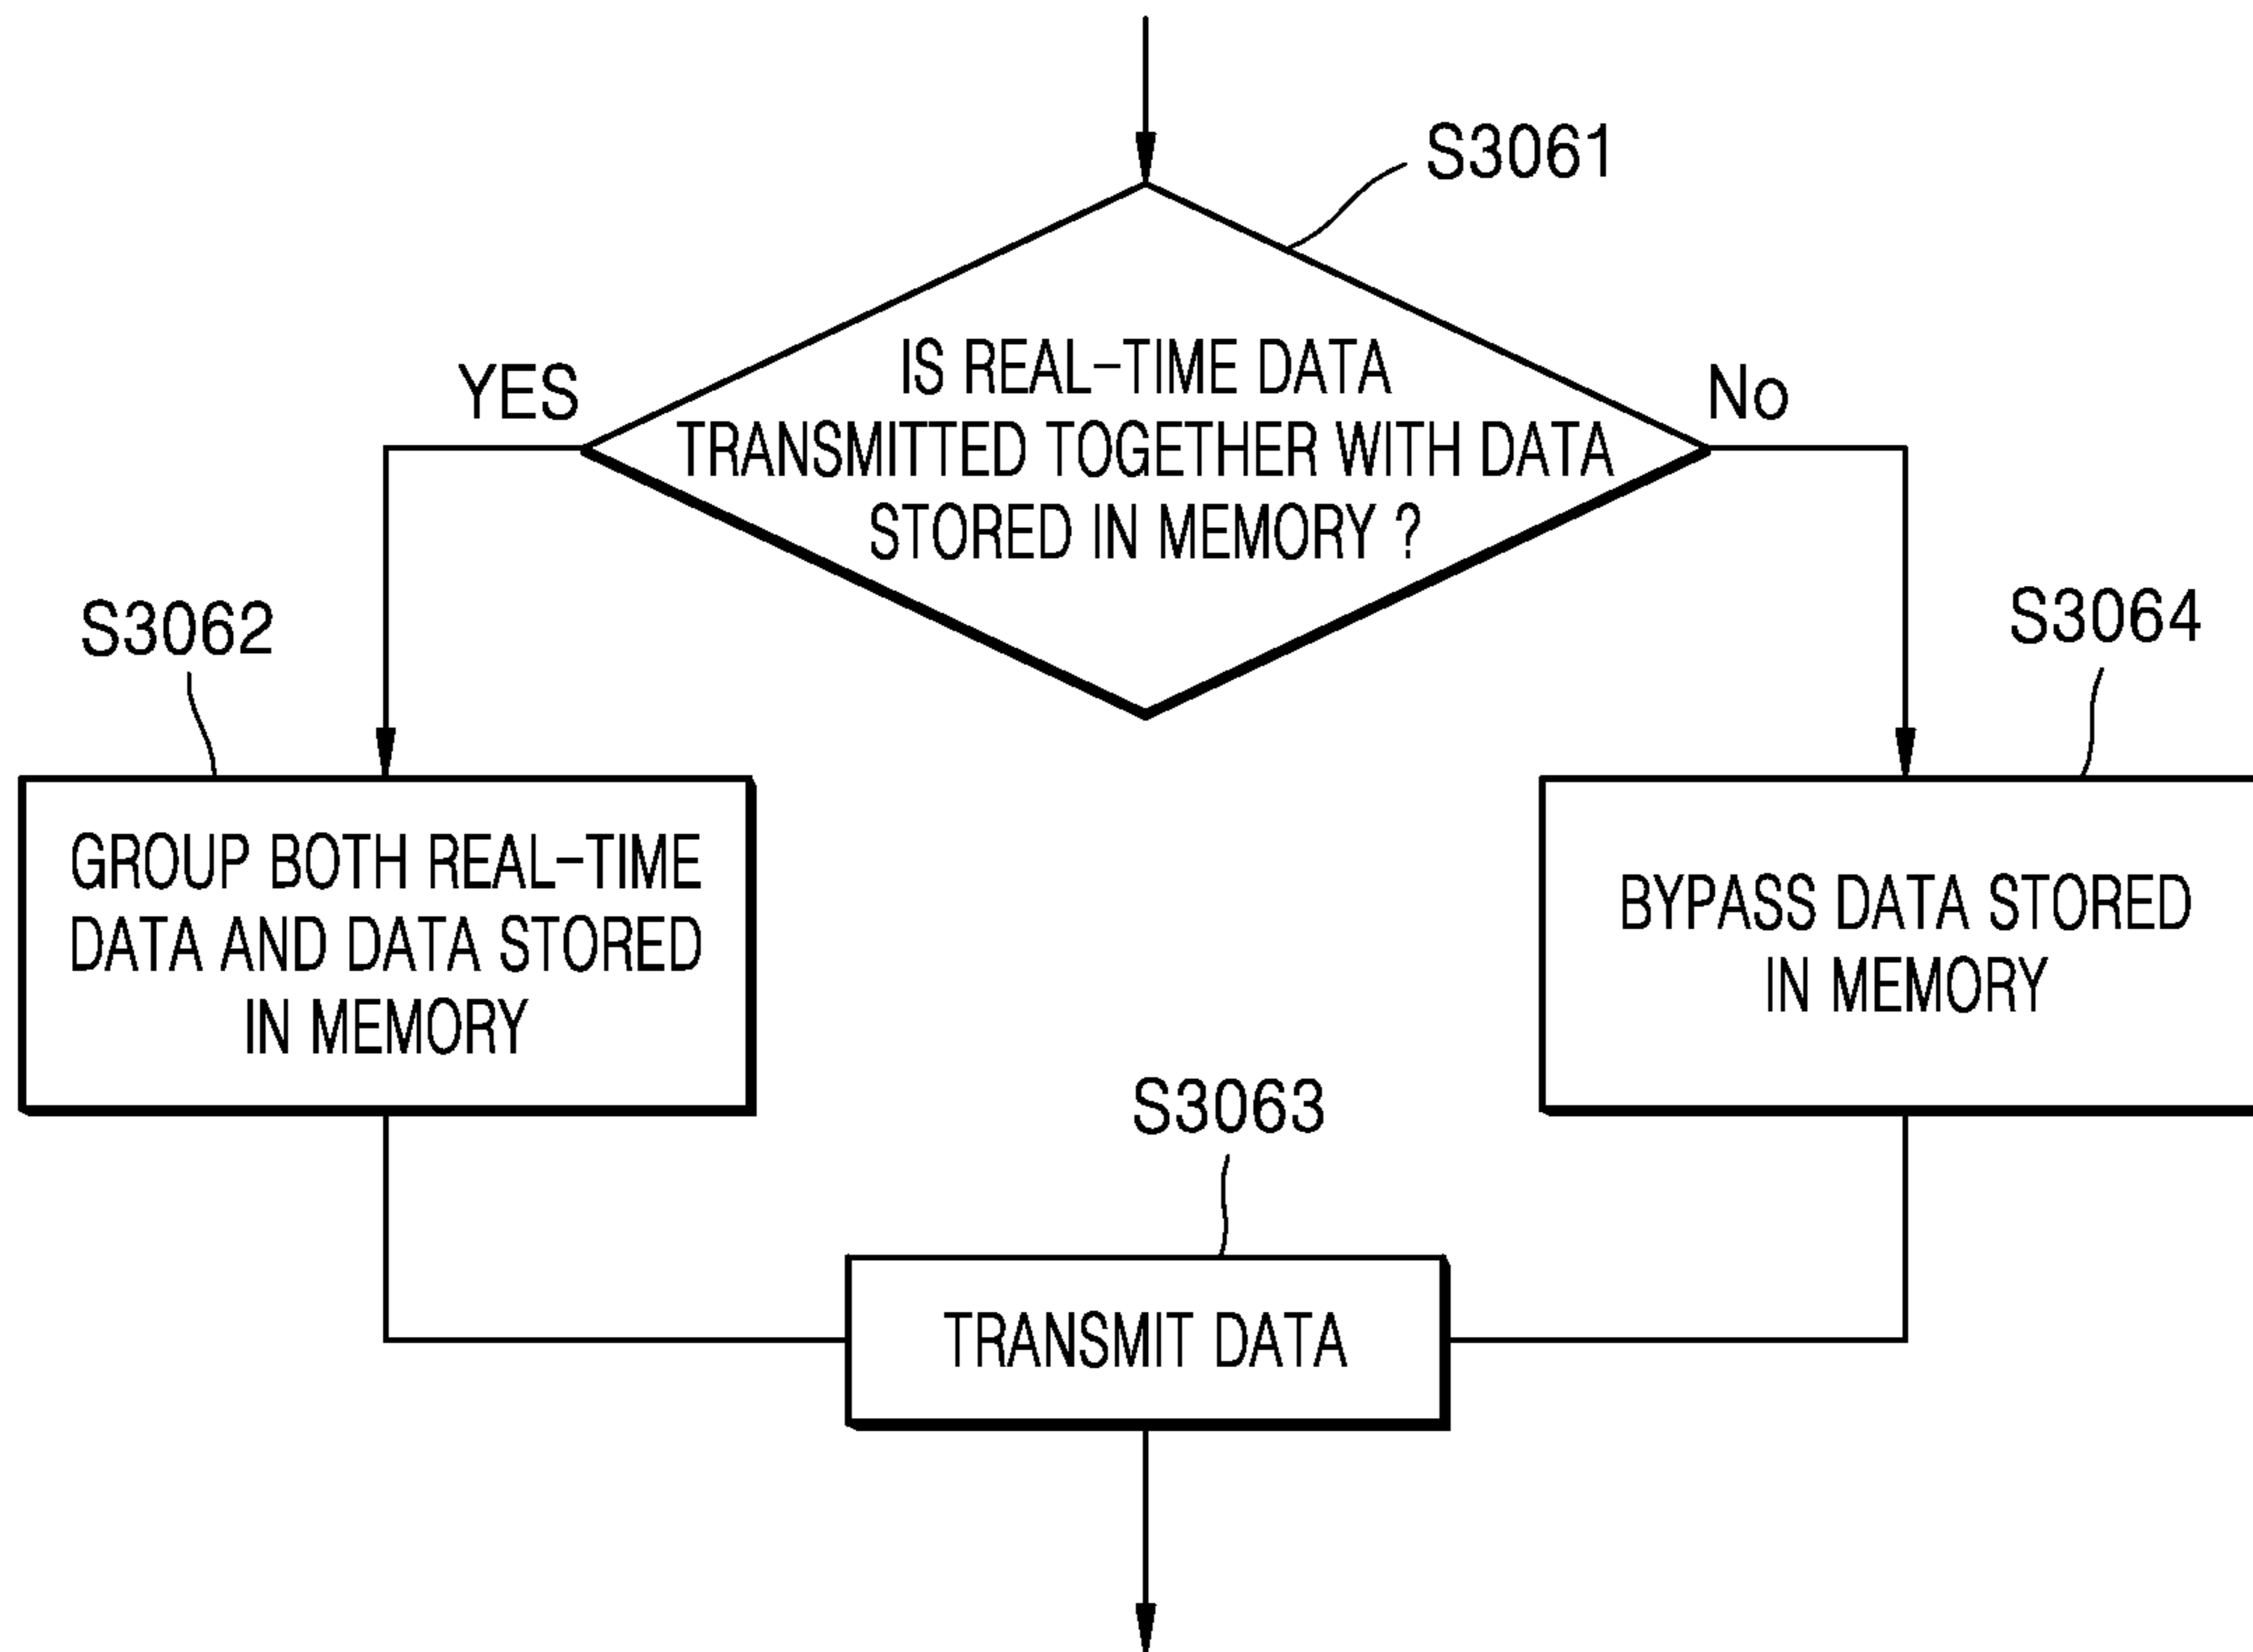 S3061
IS REAL-TIME DATA
TRANSMITTED TOGETHER WITH DATA
STORED IN MEMORY ?
YES
No
S3062
GROUP BOTH REAL-TIME
DATA AND DATA STORED
IN MEMORY
S3064
BYPASS DATA STORED
IN MEMORY
S3063
TRANSMIT DATA